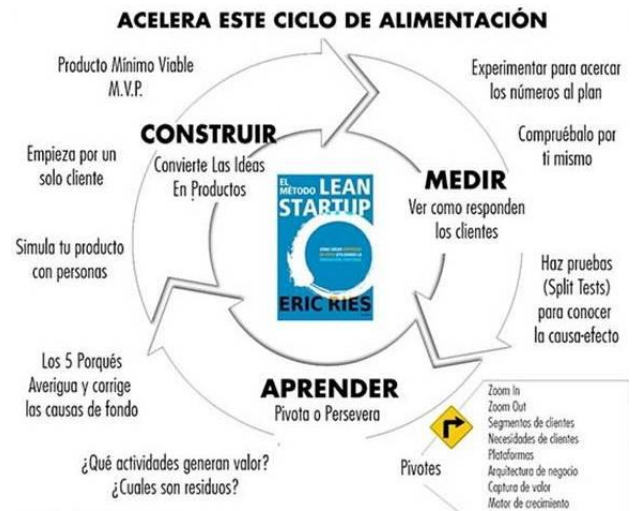 ACELERA ESTE CICLO DE ALIMENTACIÓN
Producto Mínimo Viable
M.V.P.
CONSTRUIR
Convierte Las Ideas
En Productos
Empieza por un
solo cliente
Simula tu producto
con personas
Experimentar para acercar
los números al plan
Compruébalo por
ti mismo
MEDIR
Ver como responden
los clientes
Haz pruebas
(Split Tests)
para conocer
la causa-efecto
EL
MÉTODO LEAN
STARTUP
ERIC RIES
APRENDER
Pivota o Persevera
Los 5 Porqués
Averigua y corrige
las causas de fondo
¿Qué actividades generan valor?
¿Cuales son residuos?
Pivotes
Zoom In
Zoom Out
Segmentos de clientes
Necesidades de clientes
Plataformas
Arquitectura de negocio
Captura de valor
Motor de crecimiento